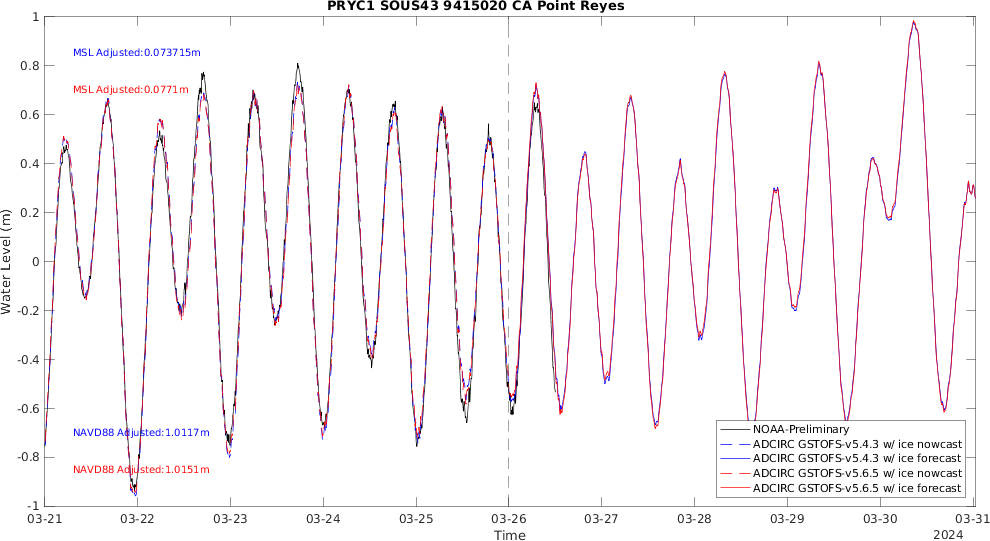 PRYC1 SOUS43 9415020 CA Point Reyes
MSL Adjusted:0.073715m
MSL Adjusted:0.0771m
NAVD88 Adjusted:1.0117m
NAVD88 Adjusted:1.0151m
Water Level (m)
1
0.8
0.6
0.4
0.2
0
-0.2
-0.4
-0.6
-0.8
-1
NOAA-Preliminary
ADCIRC GSTOFS-v5.4.3 w/ ice nowcast
ADCIRC GSTOFS-v5.4.3 w/ ice forecast
ADCIRC GSTOFS-v5.6.5 w/ ice nowcast
ADCIRC GSTOFS-v5.6.5 w/ ice forecast
03-21 03-22 03-23 03-24 03-25 03-26 03-27 03-28 03-29 03-30 03-31
Time
2024